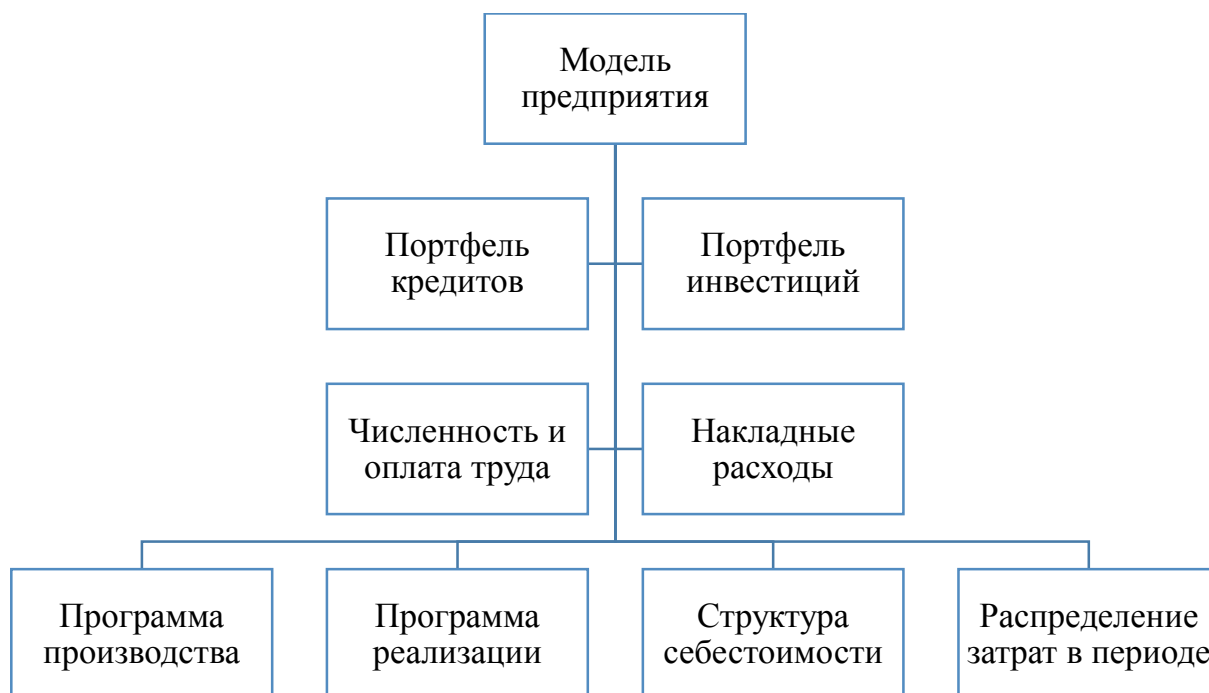 Модель
предприятия
Портфель
кредитов
Портфель
инвестиций
Численность и
оплата труда
Накладные
расходы
Программа
производства
Программа
реализации
Структура
себестоимости
Распределение
затрат в периоде